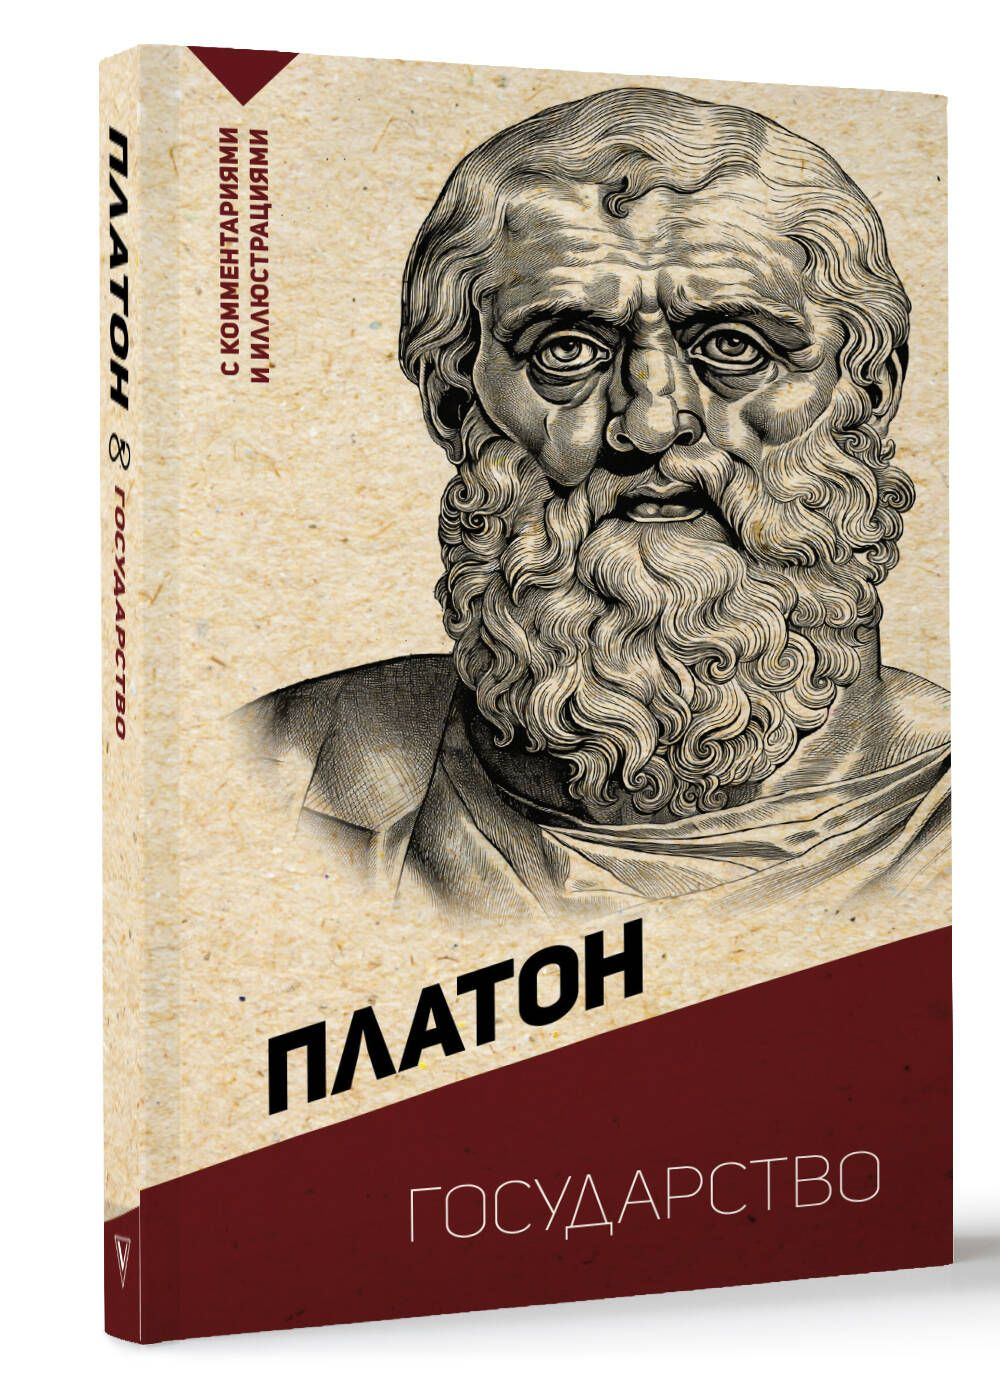 С КОММЕНТАРИЯМИ
И ИЛЛЮСТРАЦИЯМИ
ПЛАТОН
ГОСУДАРСТВО
ПЛАТОН
ГОСУДАРСТВО